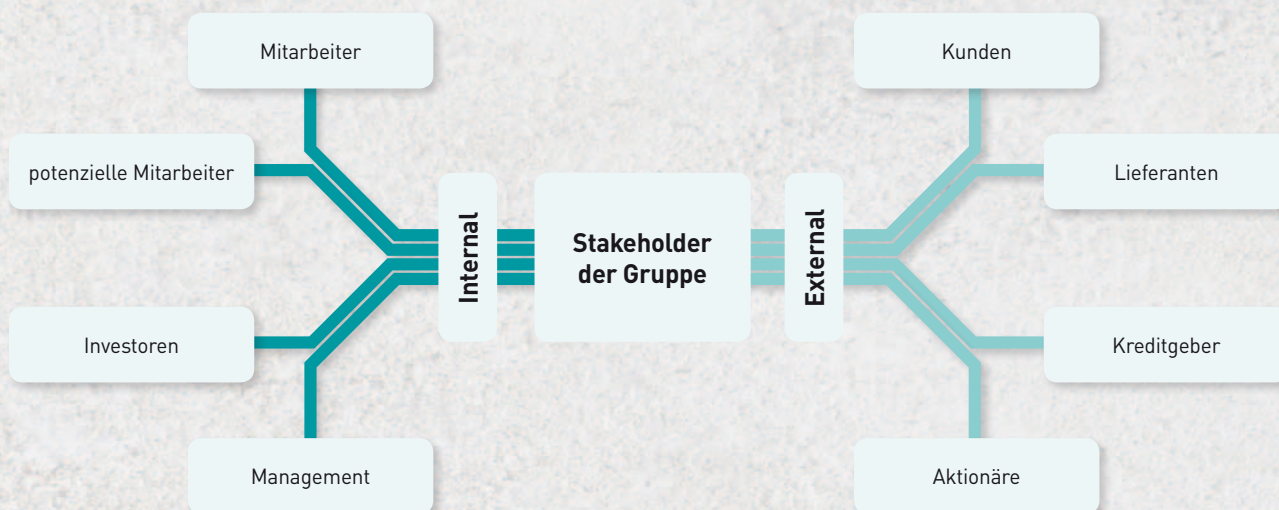 Mitarbeiter
Kunden
potenzielle Mitarbeiter
Lieferanten
Internal
Stakeholder
der Gruppe
External
Investoren
Kreditgeber
Management
Aktionäre